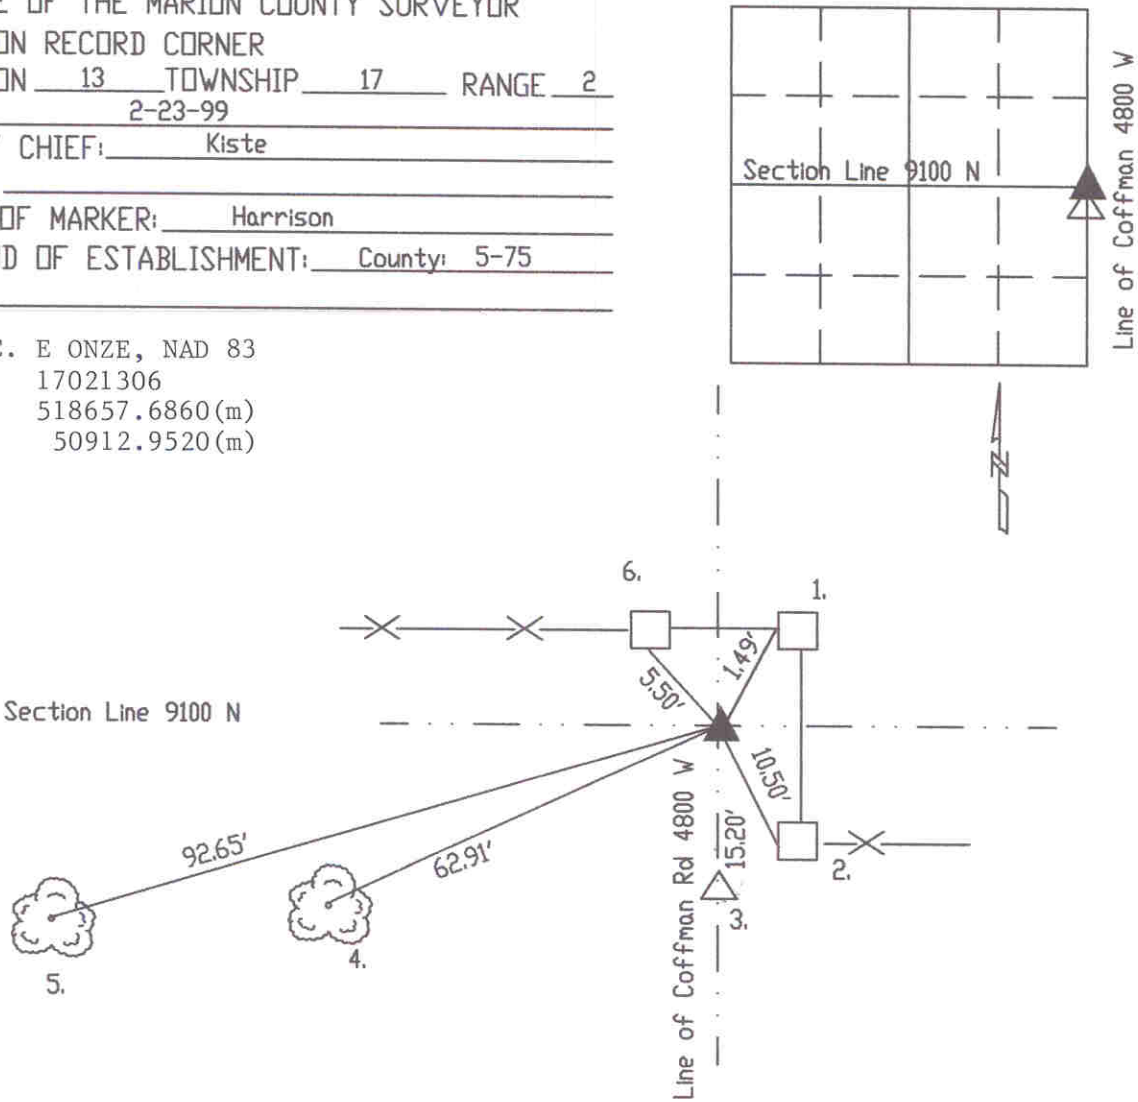 OF THE MARION COUNTY SURVEYOR
RECORD CORNER
13 TOWNSHIP 17 RANGE 2
2-23-99
CHIEF: Kiste
OF MARKER: Harrison
OF ESTABLISHMENT: County: 5-75
E ONZE, NAD 83
17021306
518657.6860(m)
50912.9520(m)
Section Line 9100 N
Line of Coffman 4800 W
N
6.
1.
1.49'
5.50'
Section Line 9100 N
10.50'
15.20'
92.65'
62.91'
2.
3.
4.
5.
Line of Coffman Rd 4800 W